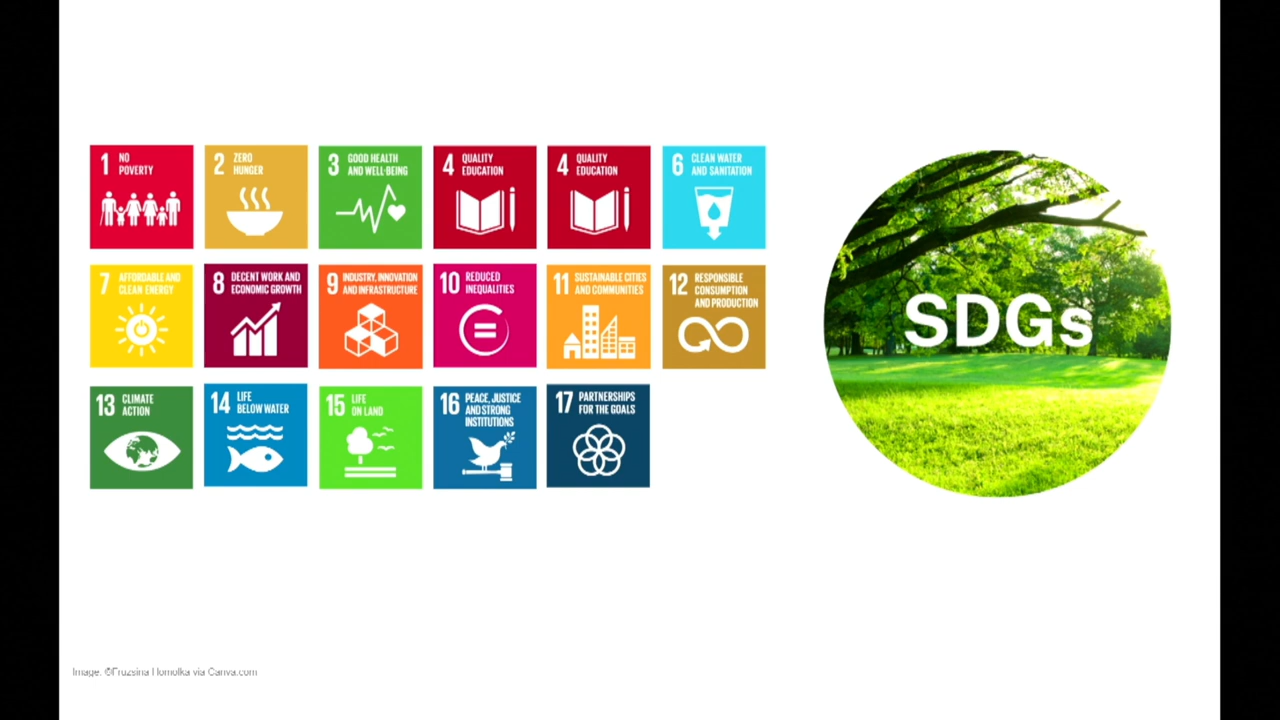 1 NO
POVERTY
2 ZERO
HUNGER
3 GOOD HEALTH
AND WELL-BEING
4 QUALITY
EDUCATION
4 QUALITY
EDUCATION
6 CLEAN WATER
AND SANITATION
7 AFFORDABLE AND
CLEAN ENERGY
8 DECENT WORK AND
ECONOMIC GROWTH
9 INDUSTRY, INNOVATION
AND INFRASTRUCTURE
10 REDUCED
INEQUALITIES
11 SUSTAINABLE CITIES
AND COMMUNITIES
12 RESPONSIBLE
CONSUMPTION
AND PRODUCTION
13 CLIMATE
ACTION
14 LIFE
BELOW WATER
15 LIFE
ON LAND
16 PEACE, JUSTICE
AND STRONG
INSTITUTIONS
17 PARTNERSHIPS
FOR THE GOALS
SDGs
Image: ©Fruzsina Homolka via Canva.com